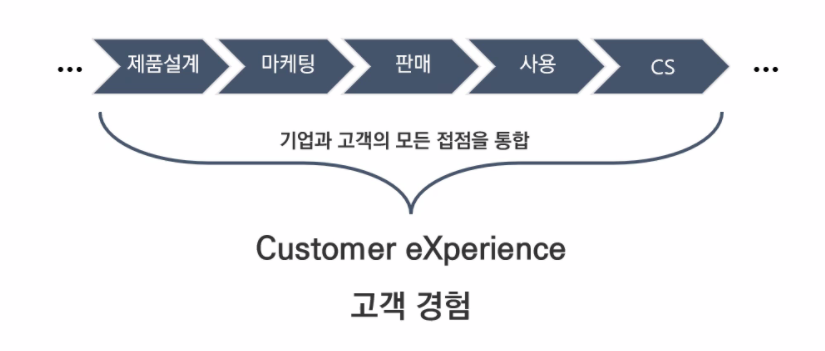 ... 제품설계 마케팅 판매 사용 CS ...
기업과 고객의 모든 접점을 통합
Customer eXperience
고객 경험